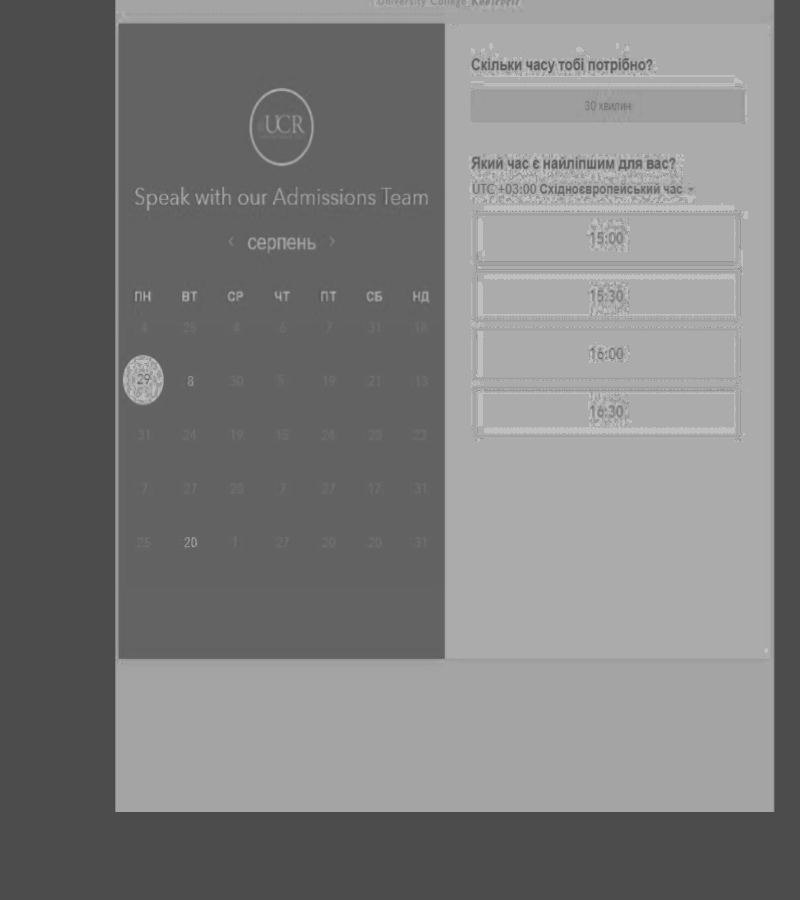 University College Roosevelt
UCR
Speak with our Admissions Team
< серпень >
ПН ВТ СР ЧТ ПТ СБ НД
4 25 4 6 7 31 18
29 8 30 5 19 21 13
31 24 19 15 24 20 23
7 27 23 7 27 17 31
25 20 1 27 20 20 31
Скільки часу тобі потрібно?
30 хвилин
Який час є найліпшим для вас?
UTC +03:00 Східноєвропейський час
15:00
15:30
16:00
16:30